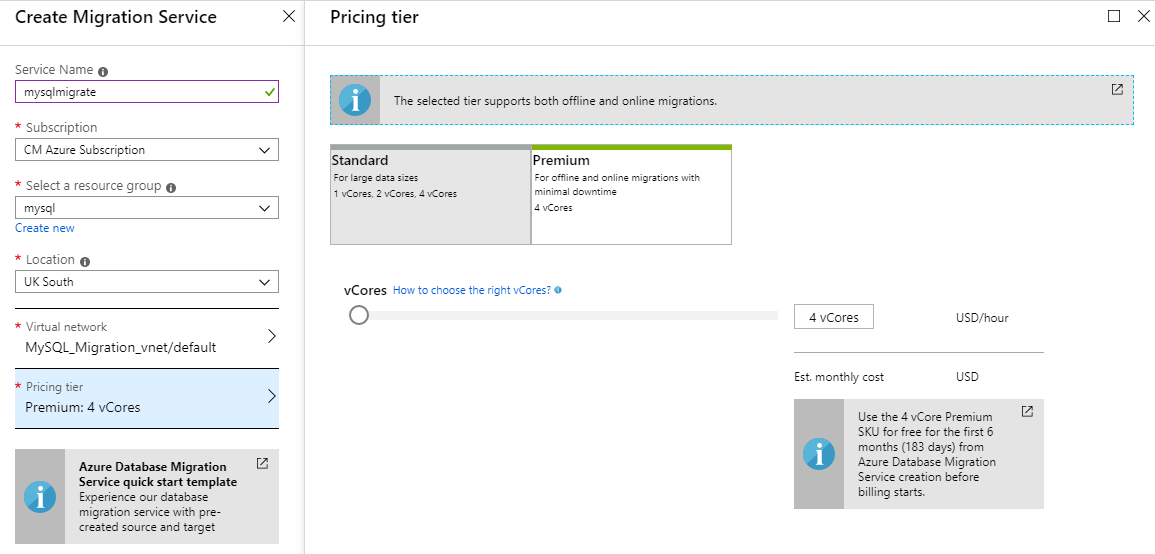 Create Migration Service
Service Name
mysqlmigrate
* Subscription
CM Azure Subscription
* Select a resource group
mysql
Create new
* Location
UK South
* Virtual network
MySQL_Migration_vnet/default
* Pricing tier
Premium: 4 vCores
Azure Database Migration
Service quick start template
Experience our database
migration service with pre-
created source and target
Pricing tier
The selected tier supports both offline and online migrations.
Standard
For large data sizes
1 vCores, 2 vCores, 4 vCores
Premium
For offline and online migrations with
minimal downtime
4 vCores
vCores How to choose the right vCores?
4 vCores
USD/hour
Est. monthly cost
USD
Use the 4 vCore Premium
SKU for free for the first 6
months (183 days) from
Azure Database Migration
Service creation before
billing starts.